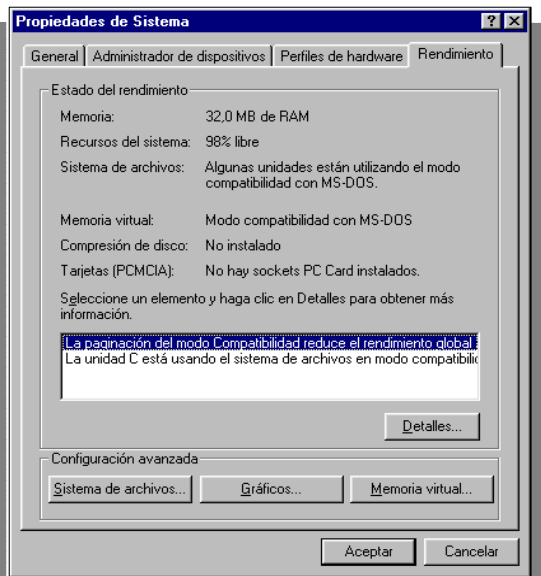 Propiedades de Sistema
General Administrador de dispositivos Perfiles de hardware Rendimiento
Estado del rendimiento
Memoria: 32,0 MB de RAM
Recursos del sistema: 98% libre
Sistema de archivos: Algunas unidades están utilizando el modo
compatibilidad con MS-DOS.
Memoria virtual: Modo compatibilidad con MS-DOS
Compresión de disco: No instalado
Tarjetas (PCMCIA): No hay sockets PC Card instalados.
Seleccione un elemento y haga clic en Detalles para obtener más
información.
La paginación del modo Compatibilidad reduce el rendimiento global
La unidad C está usando el sistema de archivos en modo
Detalles...
Configuración avanzada
Sistema de archivos... Gráficos... Memoria virtual...
Aceptar Cancelar